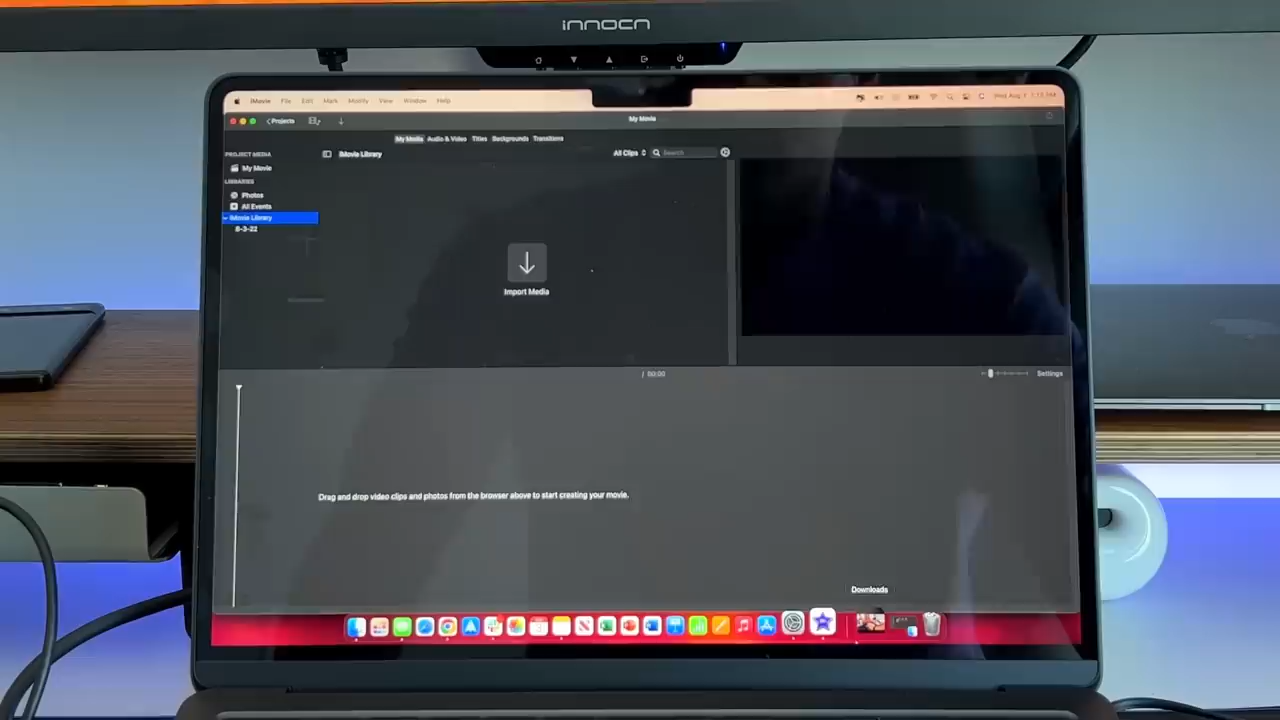 innocn
iMovie File Edit Mark Modify View Window Help
Projects
My Movie
My Media Audio & Video Titles Backgrounds Transitions
PROJECT MEDIA
My Movie
LIBRARIES
Photos
All Events
iMovie Library
8-3-22
iMovie Library
All Clips
Search
Import Media
/ 00:00
Settings
Drag and drop video clips and photos from the browser above to start creating your movie.
Downloads